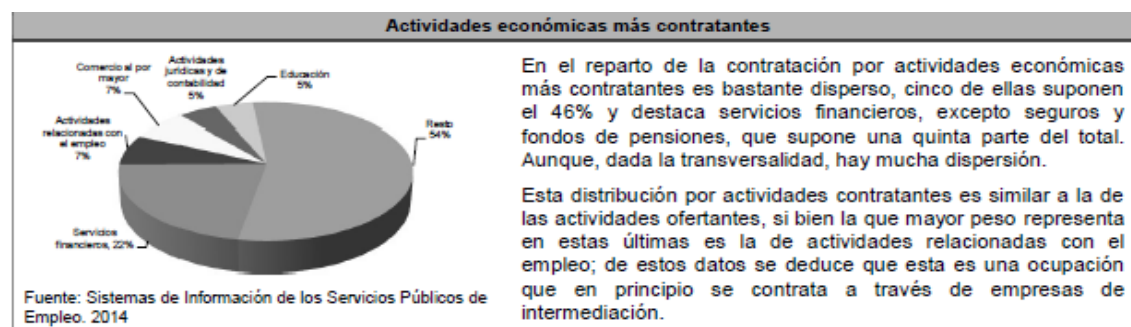 Actividades económicas más contratantes
Comercio al por
mayor
7%
Actividades
jurídicas y de
contabilidad
5%
Educación
5%
Actividades
relacionadas con
el empleo
7%
Resto
54%
Servicios
financieros, 22%
Fuente: Sistemas de Información de los Servicios Públicos de
Empleo. 2014
En el reparto de la contratación por actividades económicas
más contratantes es bastante disperso, cinco de ellas suponen
el 46% y destaca servicios financieros, excepto seguros y
fondos de pensiones, que supone una quinta parte del total.
Aunque, dada la transversalidad, hay mucha dispersión.
Esta distribución por actividades contratantes es similar a la de
las actividades ofertantes, si bien la que mayor peso representa
en estas últimas es la de actividades relacionadas con el
empleo; de estos datos se deduce que esta es una ocupación
que en principio se contrata a través de empresas de
intermediación.